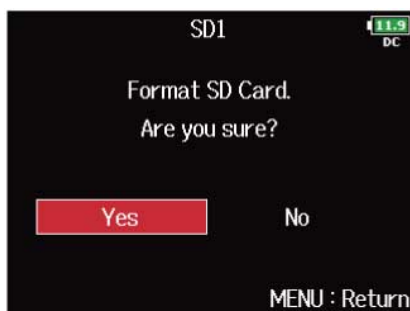 SD1
11.9
DC
Format SD Card.
Are you sure?
Yes No
MENU : Return